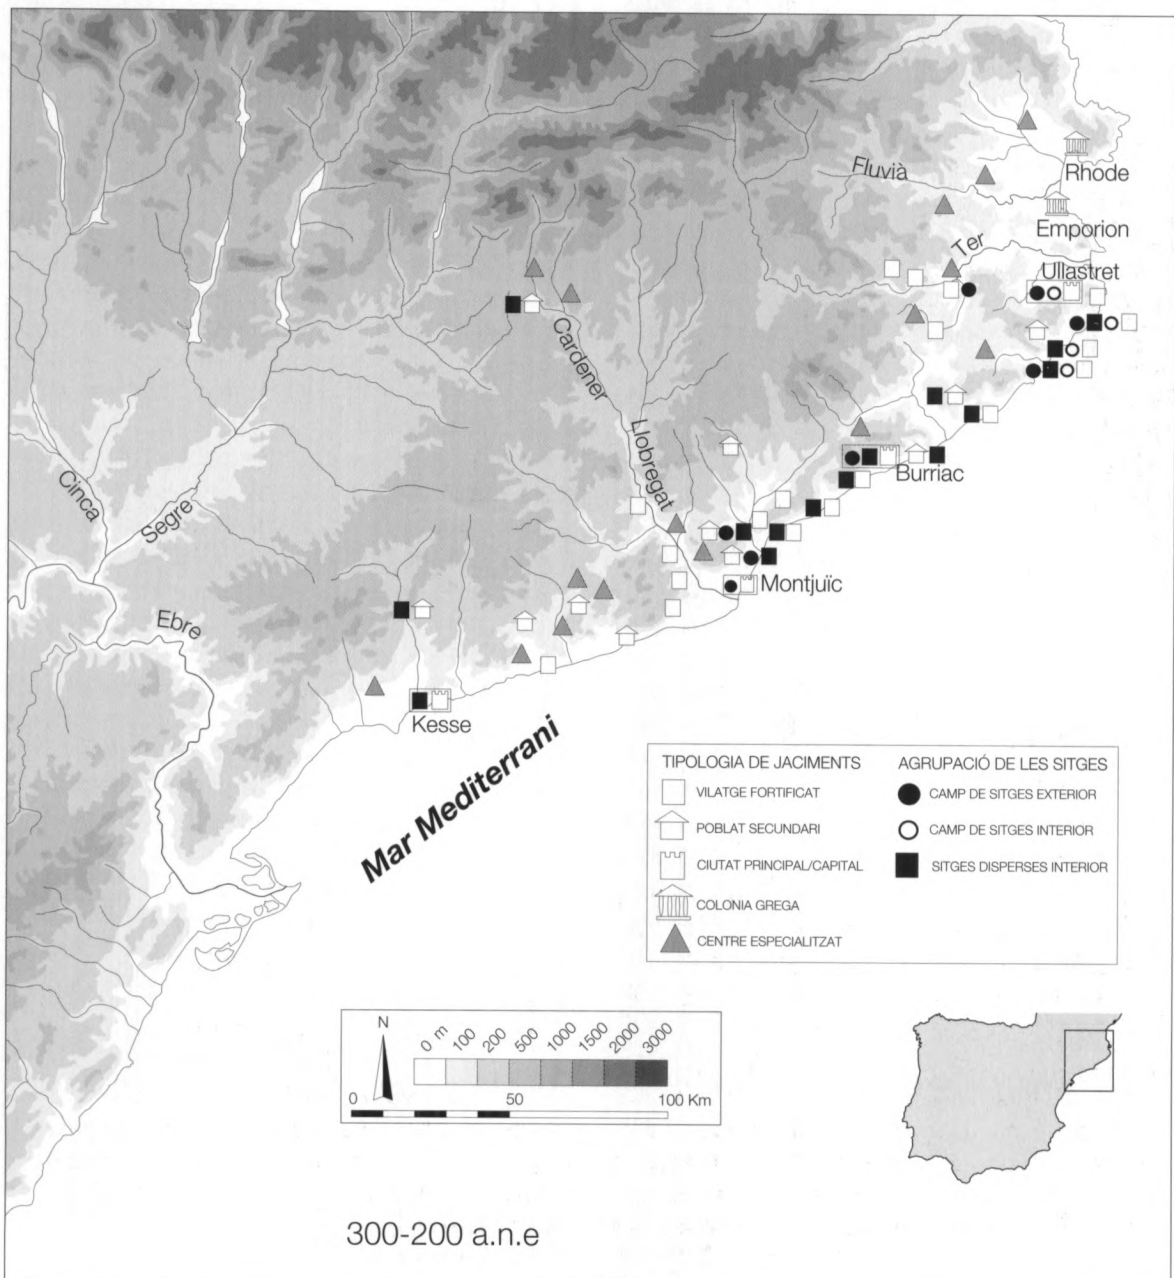 Fluvià
Rhode
Emporion
Ter
Ullastret
Cardener
Llobregat
Burriac
Cinca
Segre
Montjuïc
Ebre
Kesse
Mar Mediterrani
TIPOLOGIA DE JACIMENTS
VILATGE FORTIFICAT
POBLAT SECUNDARI
CIUTAT PRINCIPAL/CAPITAL
COLONIA GREGA
CENTRE ESPECIALITZAT
AGRUPACIÓ DE LES SITGES
CAMP DE SITGES EXTERIOR
CAMP DE SITGES INTERIOR
SITGES DISPERSES INTERIOR
N
0 m 100 200 500 1000 1500 2000 3000
0 50 100 Km
300-200 a.n.e